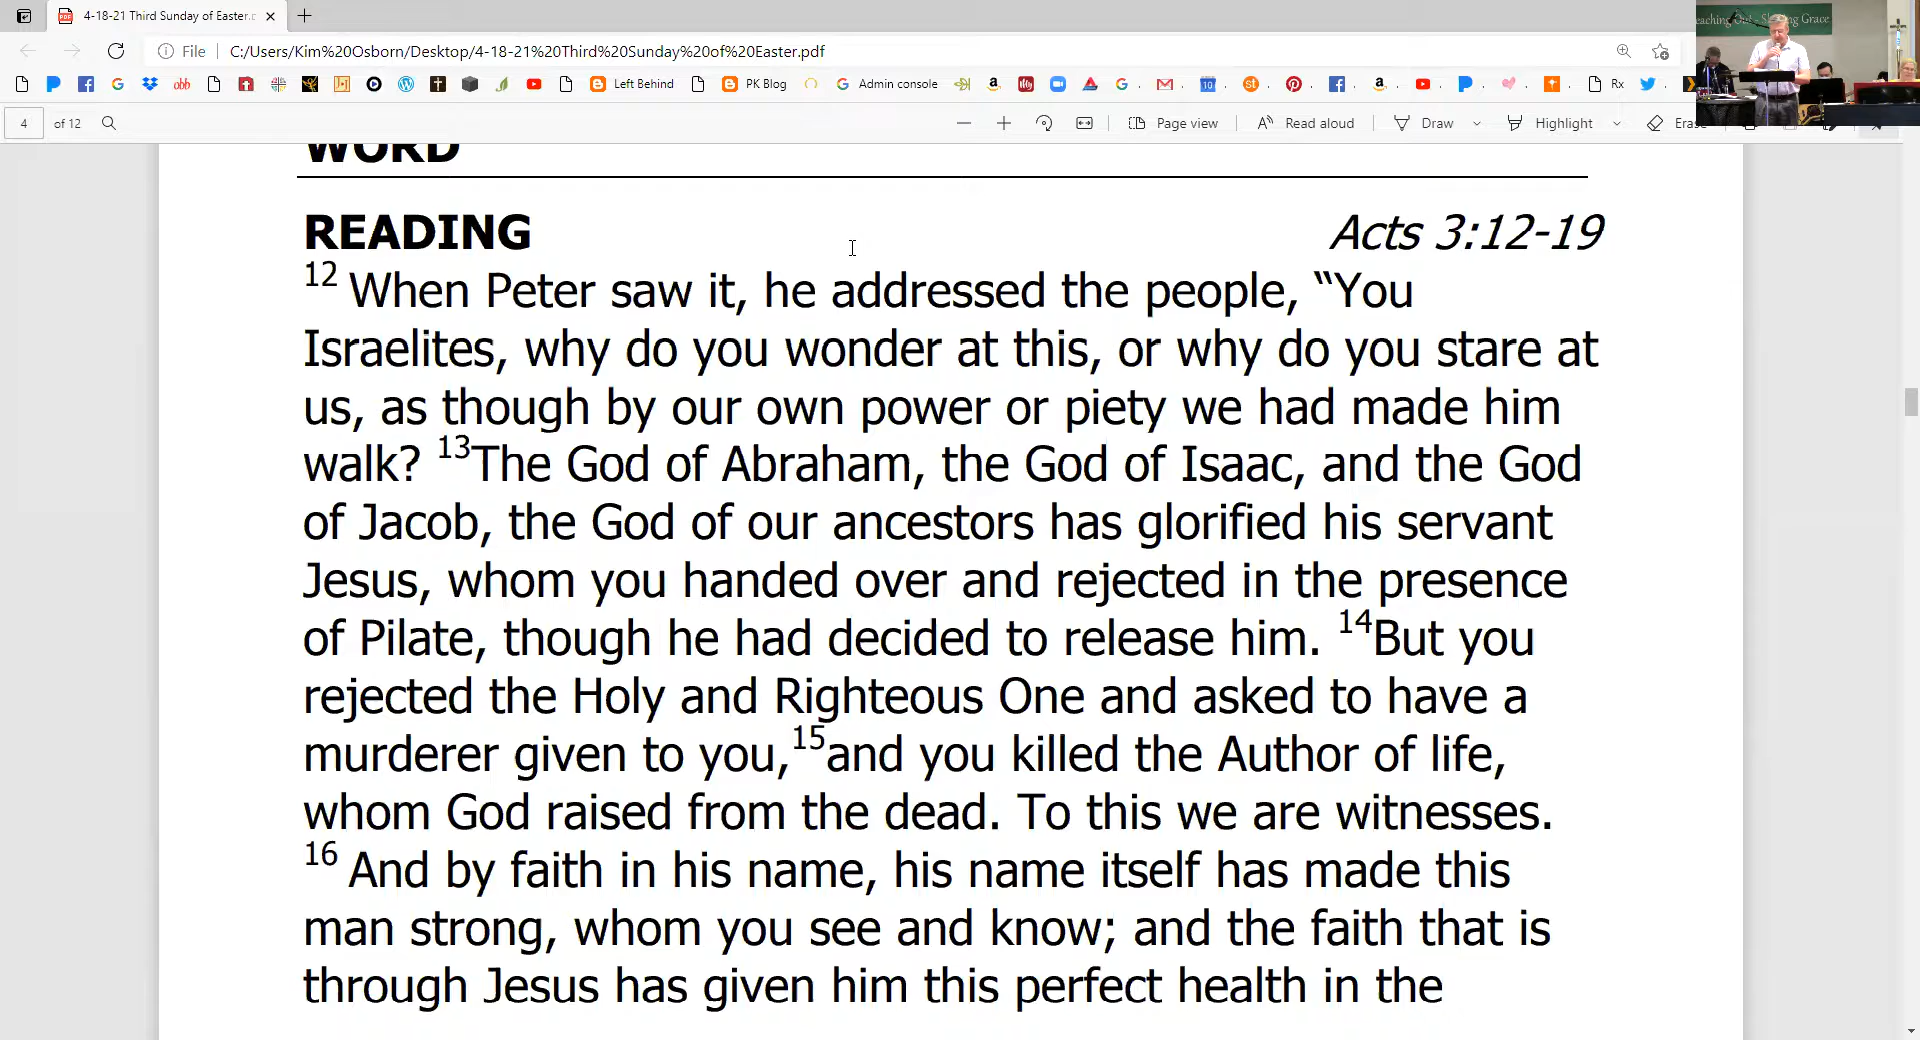 4-18-21 Third Sunday of Easter.p
File
C:/Users/Kim%20Osborn/Desktop/4-18-21%20Third%20Sunday%20of%20Easter.pdf
Left Behind
PK Blog
Admin console
Rx
4 of 12
Page view
Read aloud
Draw
Highlight
Erase
WORD
READING Acts 3:12-19
12 When Peter saw it, he addressed the people, “You
Israelites, why do you wonder at this, or why do you stare at
us, as though by our own power or piety we had made him
walk? 13The God of Abraham, the God of Isaac, and the God
of Jacob, the God of our ancestors has glorified his servant
Jesus, whom you handed over and rejected in the presence
of Pilate, though he had decided to release him. 14But you
rejected the Holy and Righteous One and asked to have a
murderer given to you,15and you killed the Author of life,
whom God raised from the dead. To this we are witnesses.
16 And by faith in his name, his name itself has made this
man strong, whom you see and know; and the faith that is
through Jesus has given him this perfect health in the